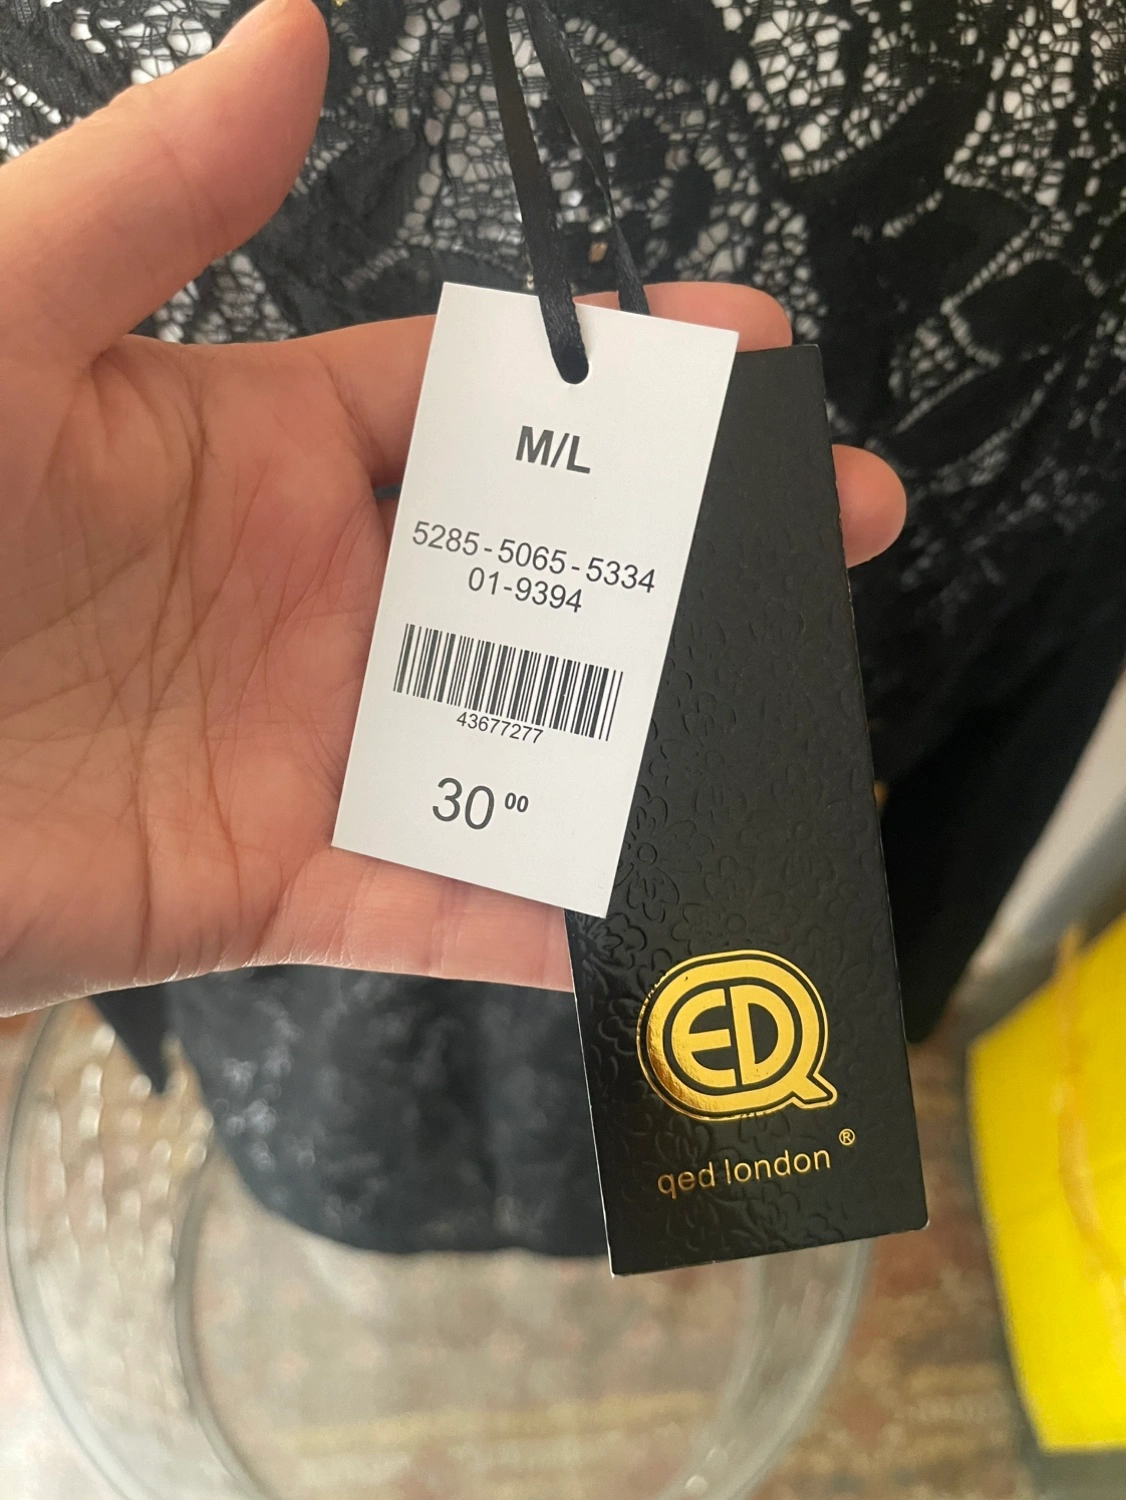 M/L
5285-5065-5334
01-9394
43677277
30 00
EDQ
qed london ®